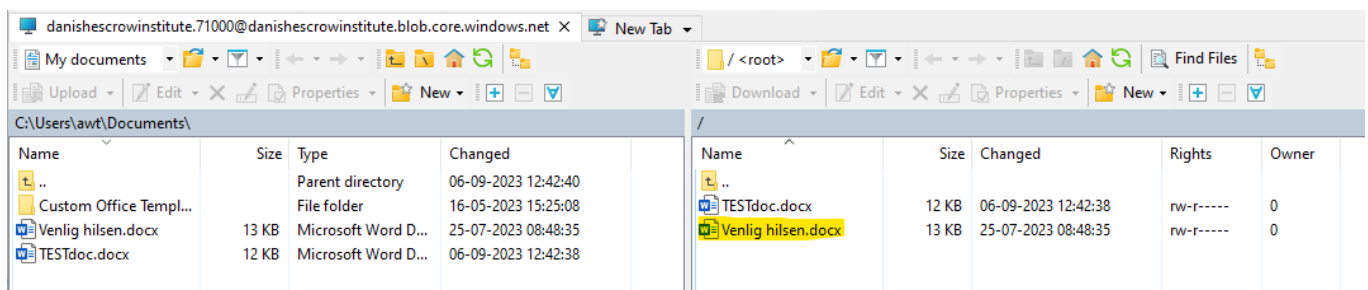 danishescrowinstitute.71000@danishescrowinstitute.blob.core.windows.net × New Tab
My documents / <root> Find Files
Upload Edit Properties New Download Edit Properties New
C:\Users\awt\Documents\ /
Name Size Type Changed Name Size Changed Rights Owner
.. Parent directory 06-09-2023 12:42:40 ..
Custom Office Templ... File folder 16-05-2023 15:25:08 TESTdoc.docx 12 KB 06-09-2023 12:42:38 rw-r----- 0
Venlig hilsen.docx 13 KB Microsoft Word D... 25-07-2023 08:48:35 Venlig hilsen.docx 13 KB 25-07-2023 08:48:35 rw-r----- 0
TESTdoc.docx 12 KB Microsoft Word D... 06-09-2023 12:42:38